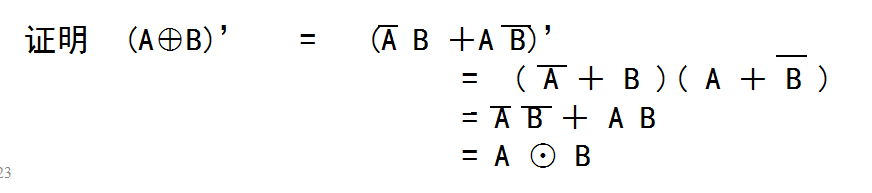 证明 (A⊕B)’ = (A̅ B +A B̅)’
= ( A̅ + B )( A + B̅ )
= A̅ B̅ + A B
= A ⊙ B
23